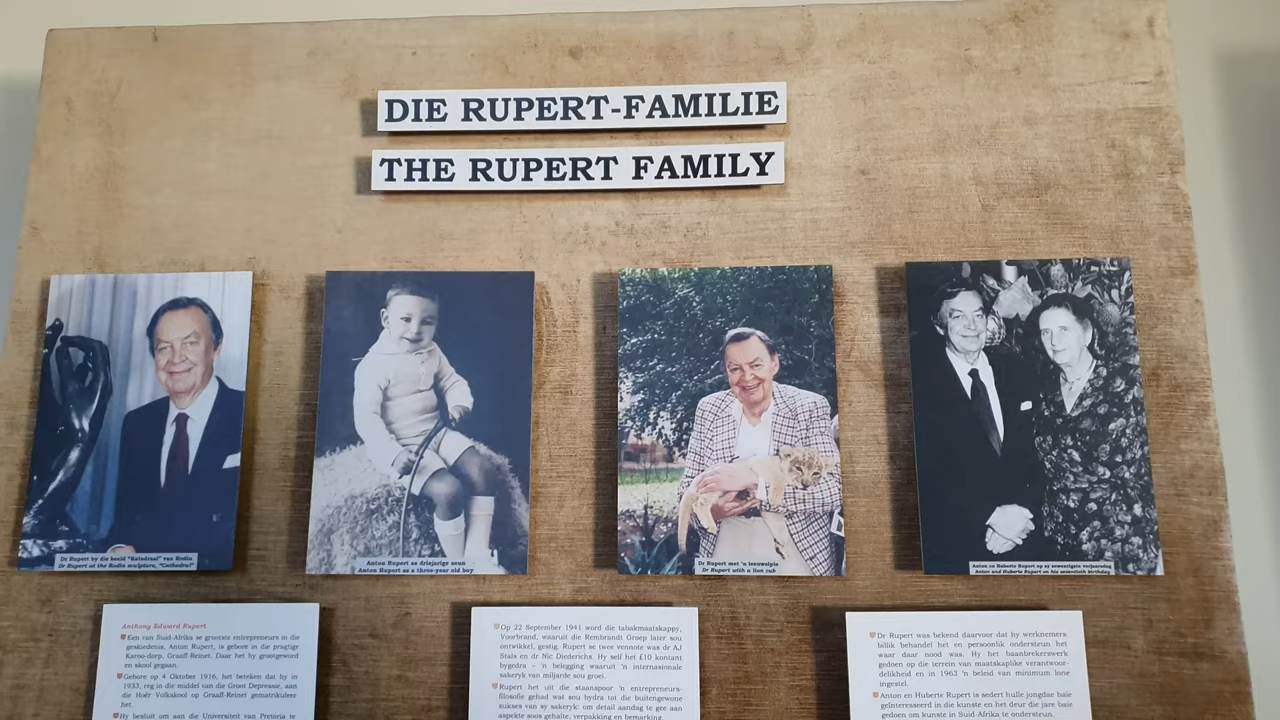 DIE RUPERT-FAMILIE
THE RUPERT FAMILY
Dr Rupert by die beeld "Katedraal" van Rodin
Dr Rupert at the Rodin sculpture, "Cathedral"
Anton Rupert as driejarige seun
Anton Rupert as a three-year old boy
Dr Rupert met 'n leeuwelpie
Dr Rupert with a lion cub
Anton en Huberte Rupert op sy sewentigste verjaarsdag
Anton and Huberte Rupert on his seventieth birthday
Anthony Edward Rupert
Een van Suid-Afrika se grootste entrepreneurs in die
geskiedenis, Anton Rupert, is gebore in die pragtige
Karoo-dorp, Graaff-Reinet. Daar het hy grootgeword
en skool gegaan.
Gebore op 4 Oktober 1916, het beteken dat hy in
1933, reg in die middel van die Groot Depressie, aan
die Hoër Volkskool op Graaff-Reinet gematrikuleer
het.
Hy besluit om aan die Universiteit van Pretoria te
Op 22 September 1941 word die tabakmaatskappy,
Voorbrand, waaruit die Rembrandt Groep later sou
ontwikkel, gestig. Rupert se twee vennote was dr AJ
Stals en dr Nic Diederichs. Hy self het £10 kontant
bygedra – 'n belegging waaruit 'n internasionale
sakeryk van miljarde sou groei.
Rupert het uit die staanspoor 'n entrepreneurs-
filosofie gehad wat sou bydra tot die buitengewone
sukses van sy sakeryk: om detail aandag te gee aan
aspekte soos gehalte, verpakking en bemarking.
Dr Rupert was bekend daarvoor dat hy werknemers
billik behandel het en persoonlik ondersteun het
waar daar nood was. Hy het baanbrekerswerk
gedoen op die terrein van maatskaplike verantwoor-
delikheid en in 1963 'n beleid van minimum lone
ingestel.
Anton en Huberte Rupert is sedert hulle jongdae baie
geïnteresseerd in die kunste en het deur die jare baie
gedoen om kunste in Suid-Afrika te ondersteun.